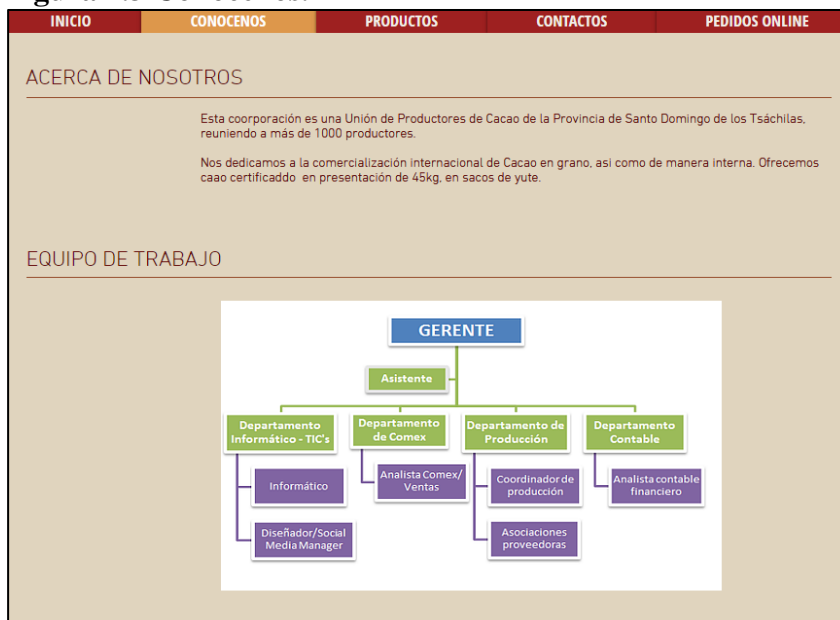 INICIO CONOCENOS PRODUCTOS CONTACTOS PEDIDOS ONLINE
ACERCA DE NOSOTROS
Esta coorporación es una Unión de Productores de Cacao de la Provincia de Santo Domingo de los Tsáchilas,
reuniendo a más de 1000 productores.
Nos dedicamos a la comercialización internacional de Cacao en grano, asi como de manera interna. Ofrecemos
caao certificaddo en presentación de 45kg, en sacos de yute.
EQUIPO DE TRABAJO
GERENTE
Asistente
Departamento
Informático - TIC's
Departamento
de Comex
Departamento de
Producción
Departamento
Contable
Informático
Analista Comex/
Ventas
Coordinador de
producción
Analista contable
financiero
Diseñador/Social
Media Manager
Asociaciones
proveedoras